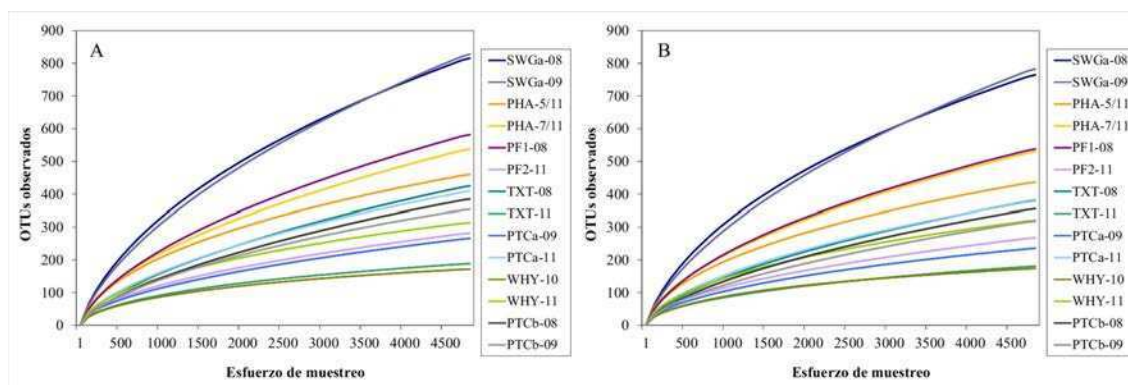 A
OTUs observados
900
800
700
600
500
400
300
200
100
0
1 500 1000 1500 2000 2500 3000 3500 4000 4500
Esfuerzo de muestreo
SWGa-08
SWGa-09
PHA-5/11
PHA-7/11
PF1-08
PF2-11
TXT-08
TXT-11
PTCa-09
PTCa-11
WHY-10
WHY-11
PTCb-08
PTCb-09
B
OTUs observados
900
800
700
600
500
400
300
200
100
0
1 500 1000 1500 2000 2500 3000 3500 4000 4500
Esfuerzo de muestreo
SWGa-08
SWGa-09
PHA-5/11
PHA-7/11
PF1-08
PF2-11
TXT-08
TXT-11
PTCa-09
PTCa-11
WHY-10
WHY-11
PTCb-08
PTCb-09